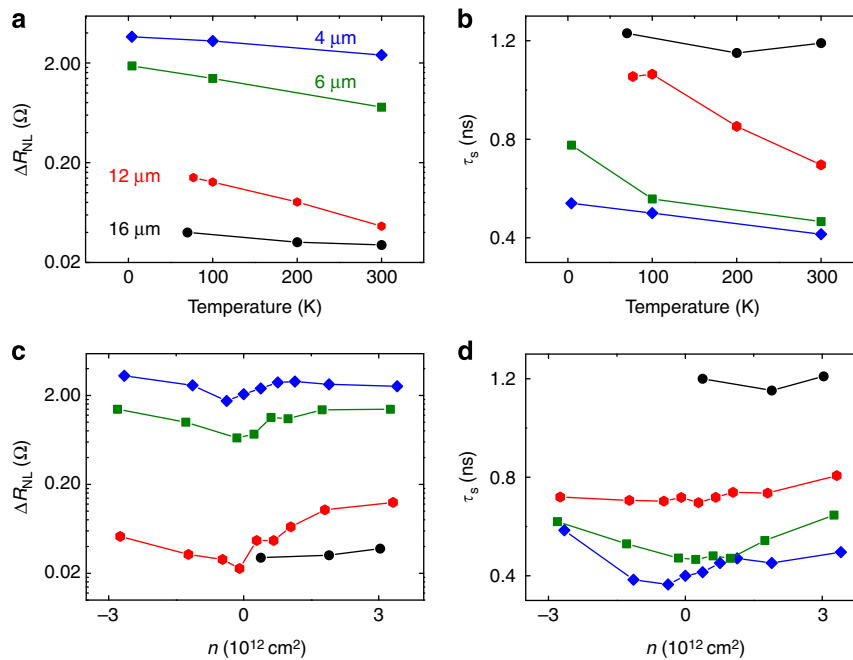 a
ΔR_NL (Ω)
2.00
0.20
0.02
4 μm
6 μm
12 μm
16 μm
0 100 200 300
Temperature (K)
b
τ_s (ns)
1.2
0.8
0.4
0 100 200 300
Temperature (K)
c
ΔR_NL (Ω)
2.00
0.20
0.02
−3 0 3
n (10^12 cm^2)
d
τ_s (ns)
1.2
0.8
0.4
−3 0 3
n (10^12 cm^2)